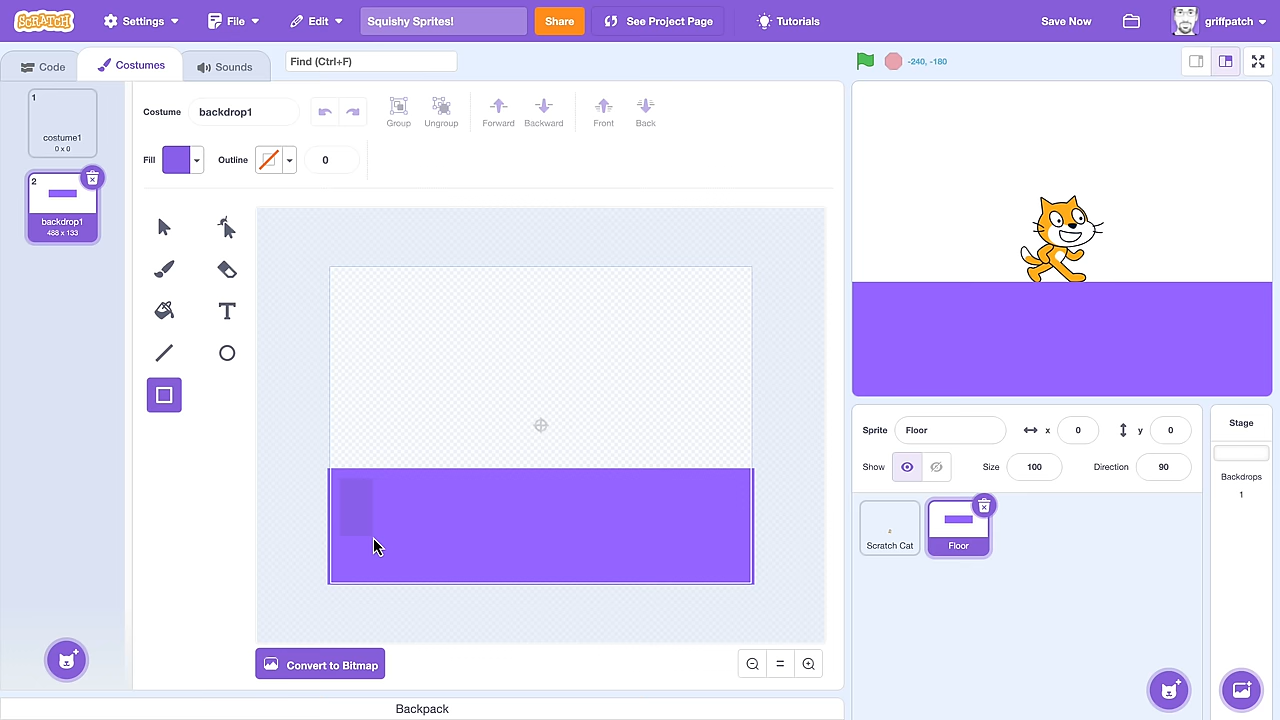 SCRATCH Settings File Edit Squishy Sprites! Share See Project Page Tutorials Save Now griffpatch
Code Costumes Sounds Find (Ctrl+F) -240, -180
1
costume1
0 x 0
2
backdrop1
488 x 133
Costume backdrop1 Group Ungroup Forward Backward Front Back
Fill Outline 0
T
Convert to Bitmap
Sprite Floor x 0 y 0
Show Size 100 Direction 90
Scratch Cat Floor
Stage
Backdrops
1
Backpack